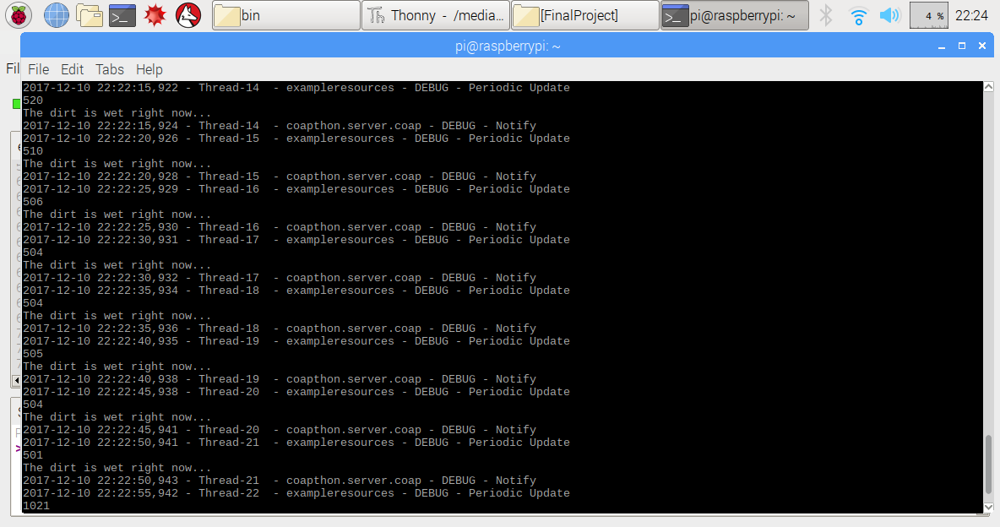 bin
Thonny - /media...
[FinalProject]
pi@raspberrypi: ~
4 %
22:24
pi@raspberrypi: ~
Fil
File Edit Tabs Help
2017-12-10 22:22:15,922 - Thread-14  - exampleresources - DEBUG - Periodic Update
520
The dirt is wet right now...
2017-12-10 22:22:15,924 - Thread-14  - coapthon.server.coap - DEBUG - Notify
2017-12-10 22:22:20,926 - Thread-15  - exampleresources - DEBUG - Periodic Update
510
The dirt is wet right now...
2017-12-10 22:22:20,928 - Thread-15  - coapthon.server.coap - DEBUG - Notify
2017-12-10 22:22:25,929 - Thread-16  - exampleresources - DEBUG - Periodic Update
506
The dirt is wet right now...
2017-12-10 22:22:25,930 - Thread-16  - coapthon.server.coap - DEBUG - Notify
2017-12-10 22:22:30,931 - Thread-17  - exampleresources - DEBUG - Periodic Update
504
The dirt is wet right now...
2017-12-10 22:22:30,932 - Thread-17  - coapthon.server.coap - DEBUG - Notify
2017-12-10 22:22:35,934 - Thread-18  - exampleresources - DEBUG - Periodic Update
504
The dirt is wet right now...
2017-12-10 22:22:35,936 - Thread-18  - coapthon.server.coap - DEBUG - Notify
2017-12-10 22:22:40,935 - Thread-19  - exampleresources - DEBUG - Periodic Update
505
The dirt is wet right now...
2017-12-10 22:22:40,938 - Thread-19  - coapthon.server.coap - DEBUG - Notify
2017-12-10 22:22:45,938 - Thread-20  - exampleresources - DEBUG - Periodic Update
504
The dirt is wet right now...
2017-12-10 22:22:45,941 - Thread-20  - coapthon.server.coap - DEBUG - Notify
2017-12-10 22:22:50,941 - Thread-21  - exampleresources - DEBUG - Periodic Update
501
The dirt is wet right now...
2017-12-10 22:22:50,943 - Thread-21  - coapthon.server.coap - DEBUG - Notify
2017-12-10 22:22:55,942 - Thread-22  - exampleresources - DEBUG - Periodic Update
1021